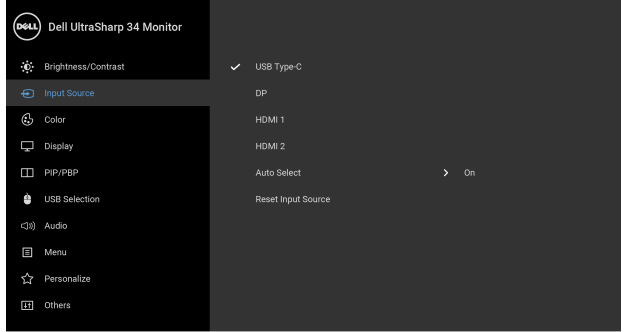 DELL Dell UltraSharp 34 Monitor
Brightness/Contrast
USB Type-C
Input Source
DP
Color
HDMI 1
Display
HDMI 2
PIP/PBP
Auto Select On
USB Selection
Reset Input Source
Audio
Menu
Personalize
Others